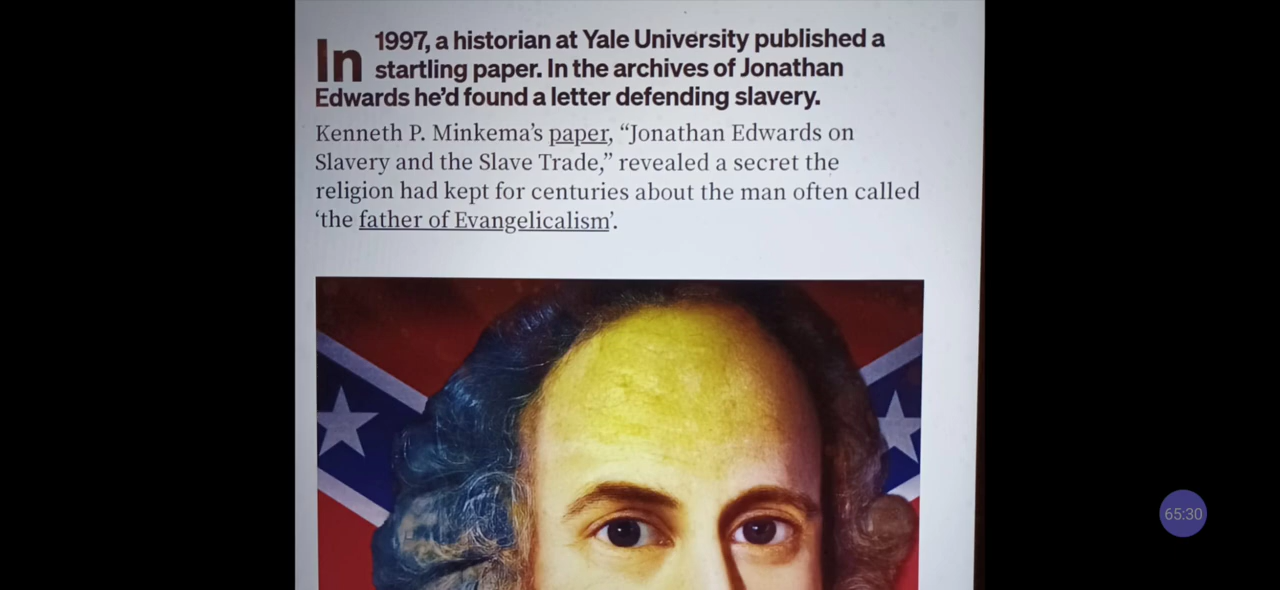 In 1997, a historian at Yale University published a
startling paper. In the archives of Jonathan
Edwards he’d found a letter defending slavery.
Kenneth P. Minkema’s paper, “Jonathan Edwards on
Slavery and the Slave Trade,” revealed a secret the
religion had kept for centuries about the man often called
‘the father of Evangelicalism’.
65:30